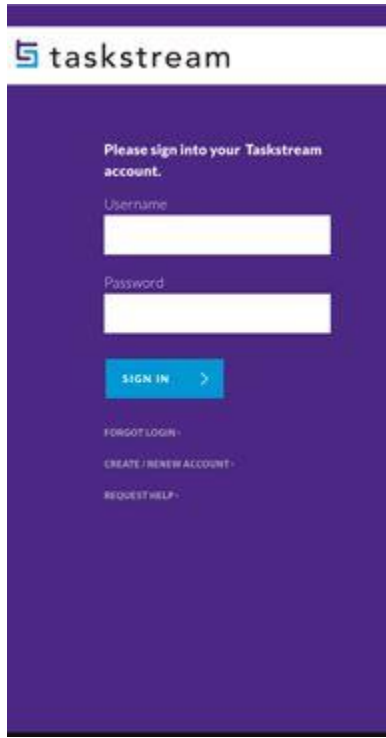 taskstream
Please sign into your Taskstream
account.
Username
Password
SIGN IN
FORGOT LOGIN ›
CREATE / RENEW ACCOUNT ›
REQUEST HELP ›